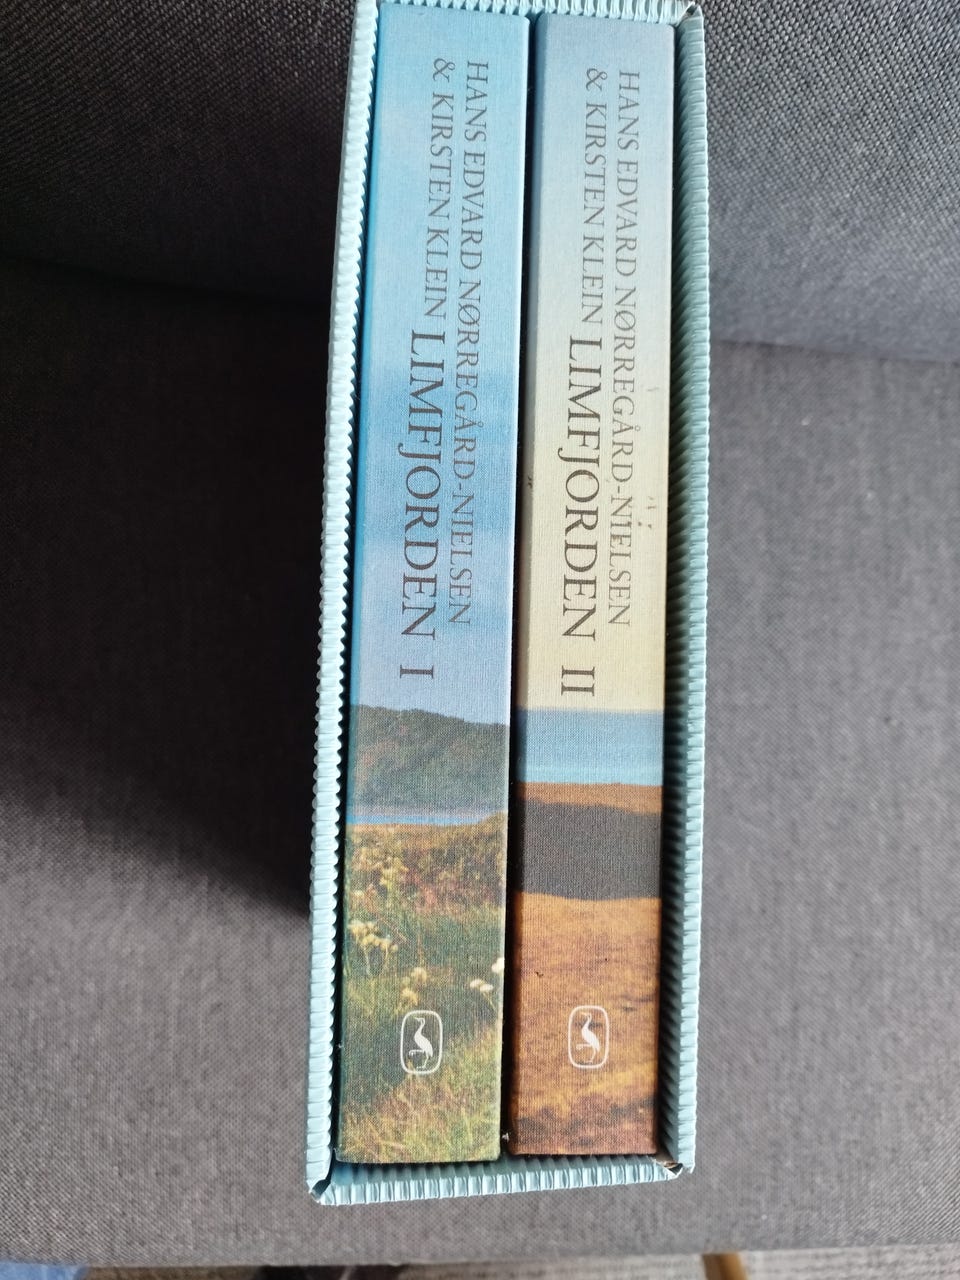 HANS EDVARD NØRREGÅRD-NIELSEN
& KIRSTEN KLEIN LIMFJORDEN I
HANS EDVARD NØRREGÅRD-NIELSEN
& KIRSTEN KLEIN LIMFJORDEN II